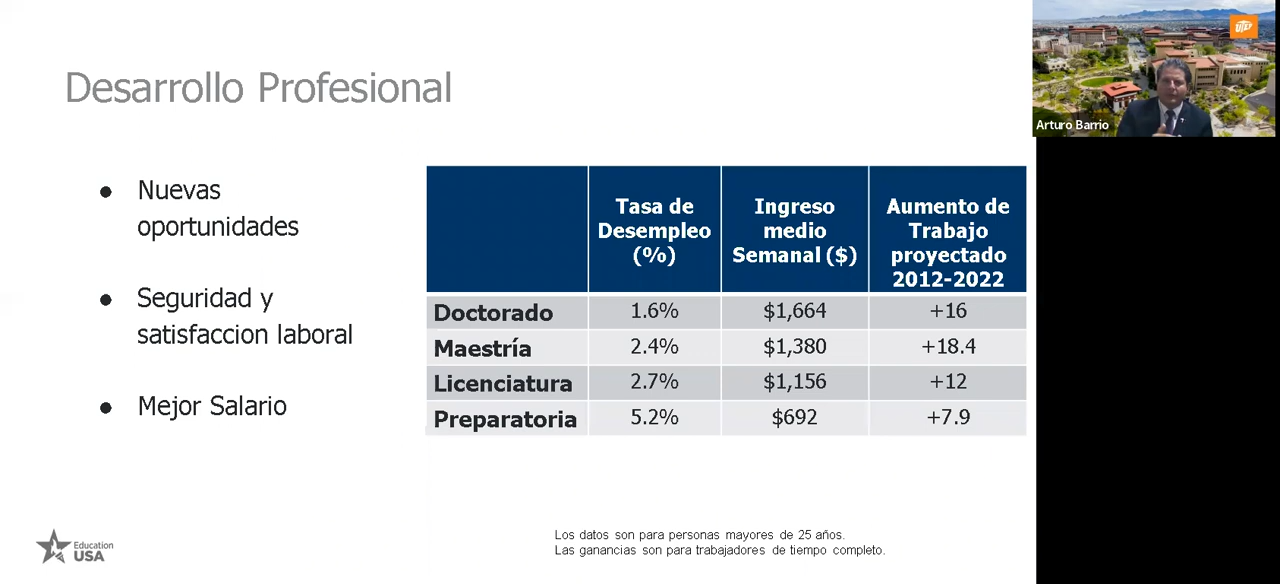 Desarrollo Profesional
UTEP
Arturo Barrio
● Nuevas
oportunidades
● Seguridad y
satisfaccion laboral
● Mejor Salario
Tasa de
Desempleo
(%)
Ingreso
medio
Semanal ($)
Aumento de
Trabajo
proyectado
2012-2022
Doctorado 1.6% $1,664 +16
Maestría 2.4% $1,380 +18.4
Licenciatura 2.7% $1,156 +12
Preparatoria 5.2% $692 +7.9
Education
USA
Los datos son para personas mayores de 25 años.
Las ganancias son para trabajadores de tiempo completo.